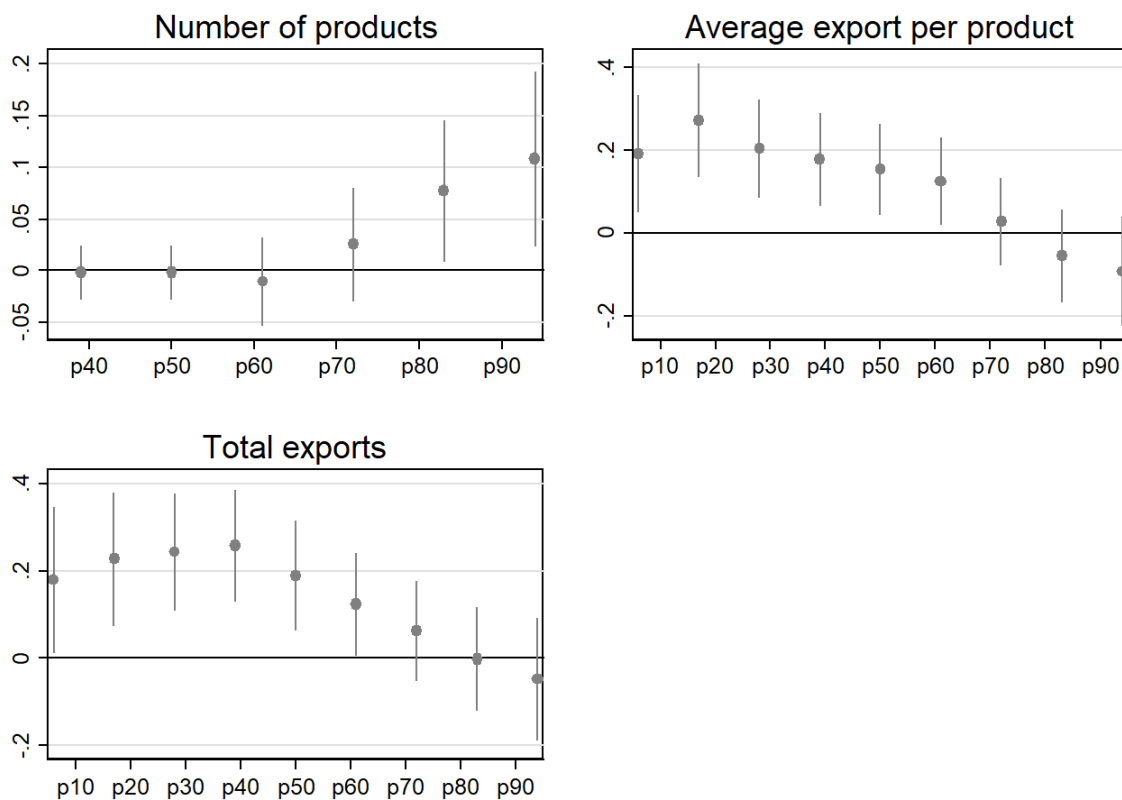 Number of products
.2
.15
.1
.05
0
-.05
p40 p50 p60 p70 p80 p90
Average export per product
.4
.2
0
-.2
p10 p20 p30 p40 p50 p60 p70 p80 p90
Total exports
.4
.2
0
-.2
p10 p20 p30 p40 p50 p60 p70 p80 p90